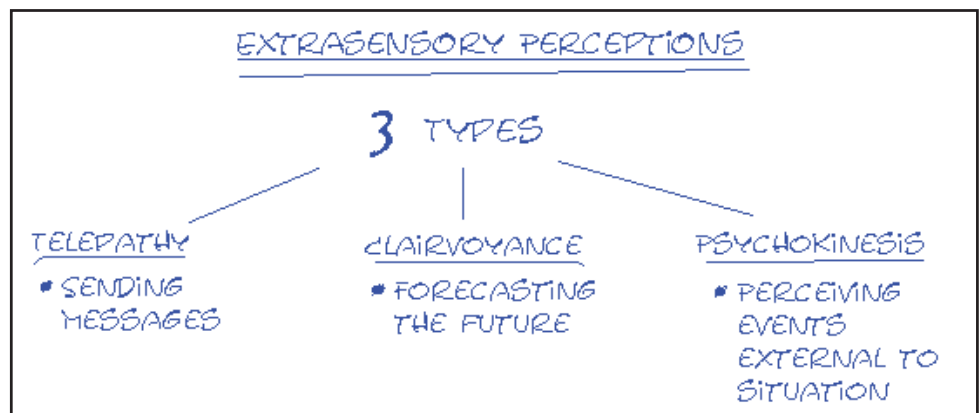 EXTRASENSORY PERCEPTIONS
3 TYPES
TELEPATHY
• SENDING
MESSAGES
CLAIRVOYANCE
• FORECASTING
THE FUTURE
PSYCHOKINESIS
• PERCEIVING
EVENTS
EXTERNAL TO
SITUATION